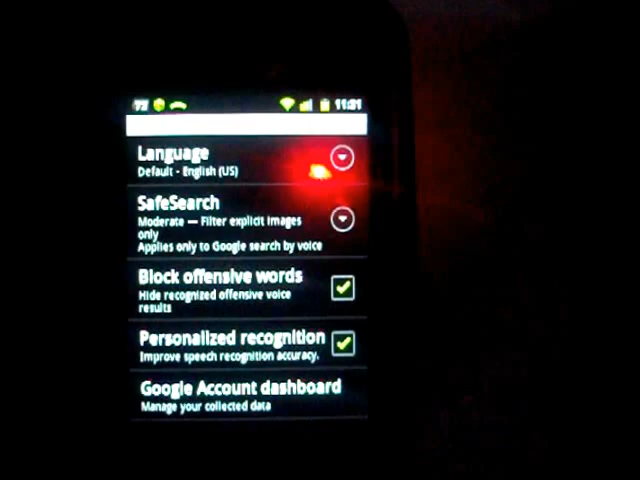 72 11:31
Language
Default - English (US)
SafeSearch
Moderate — Filter explicit images
only
Applies only to Google search by voice
Block offensive words
Hide recognized offensive voice
results
Personalized recognition
Improve speech recognition accuracy.
Google Account dashboard
Manage your collected data